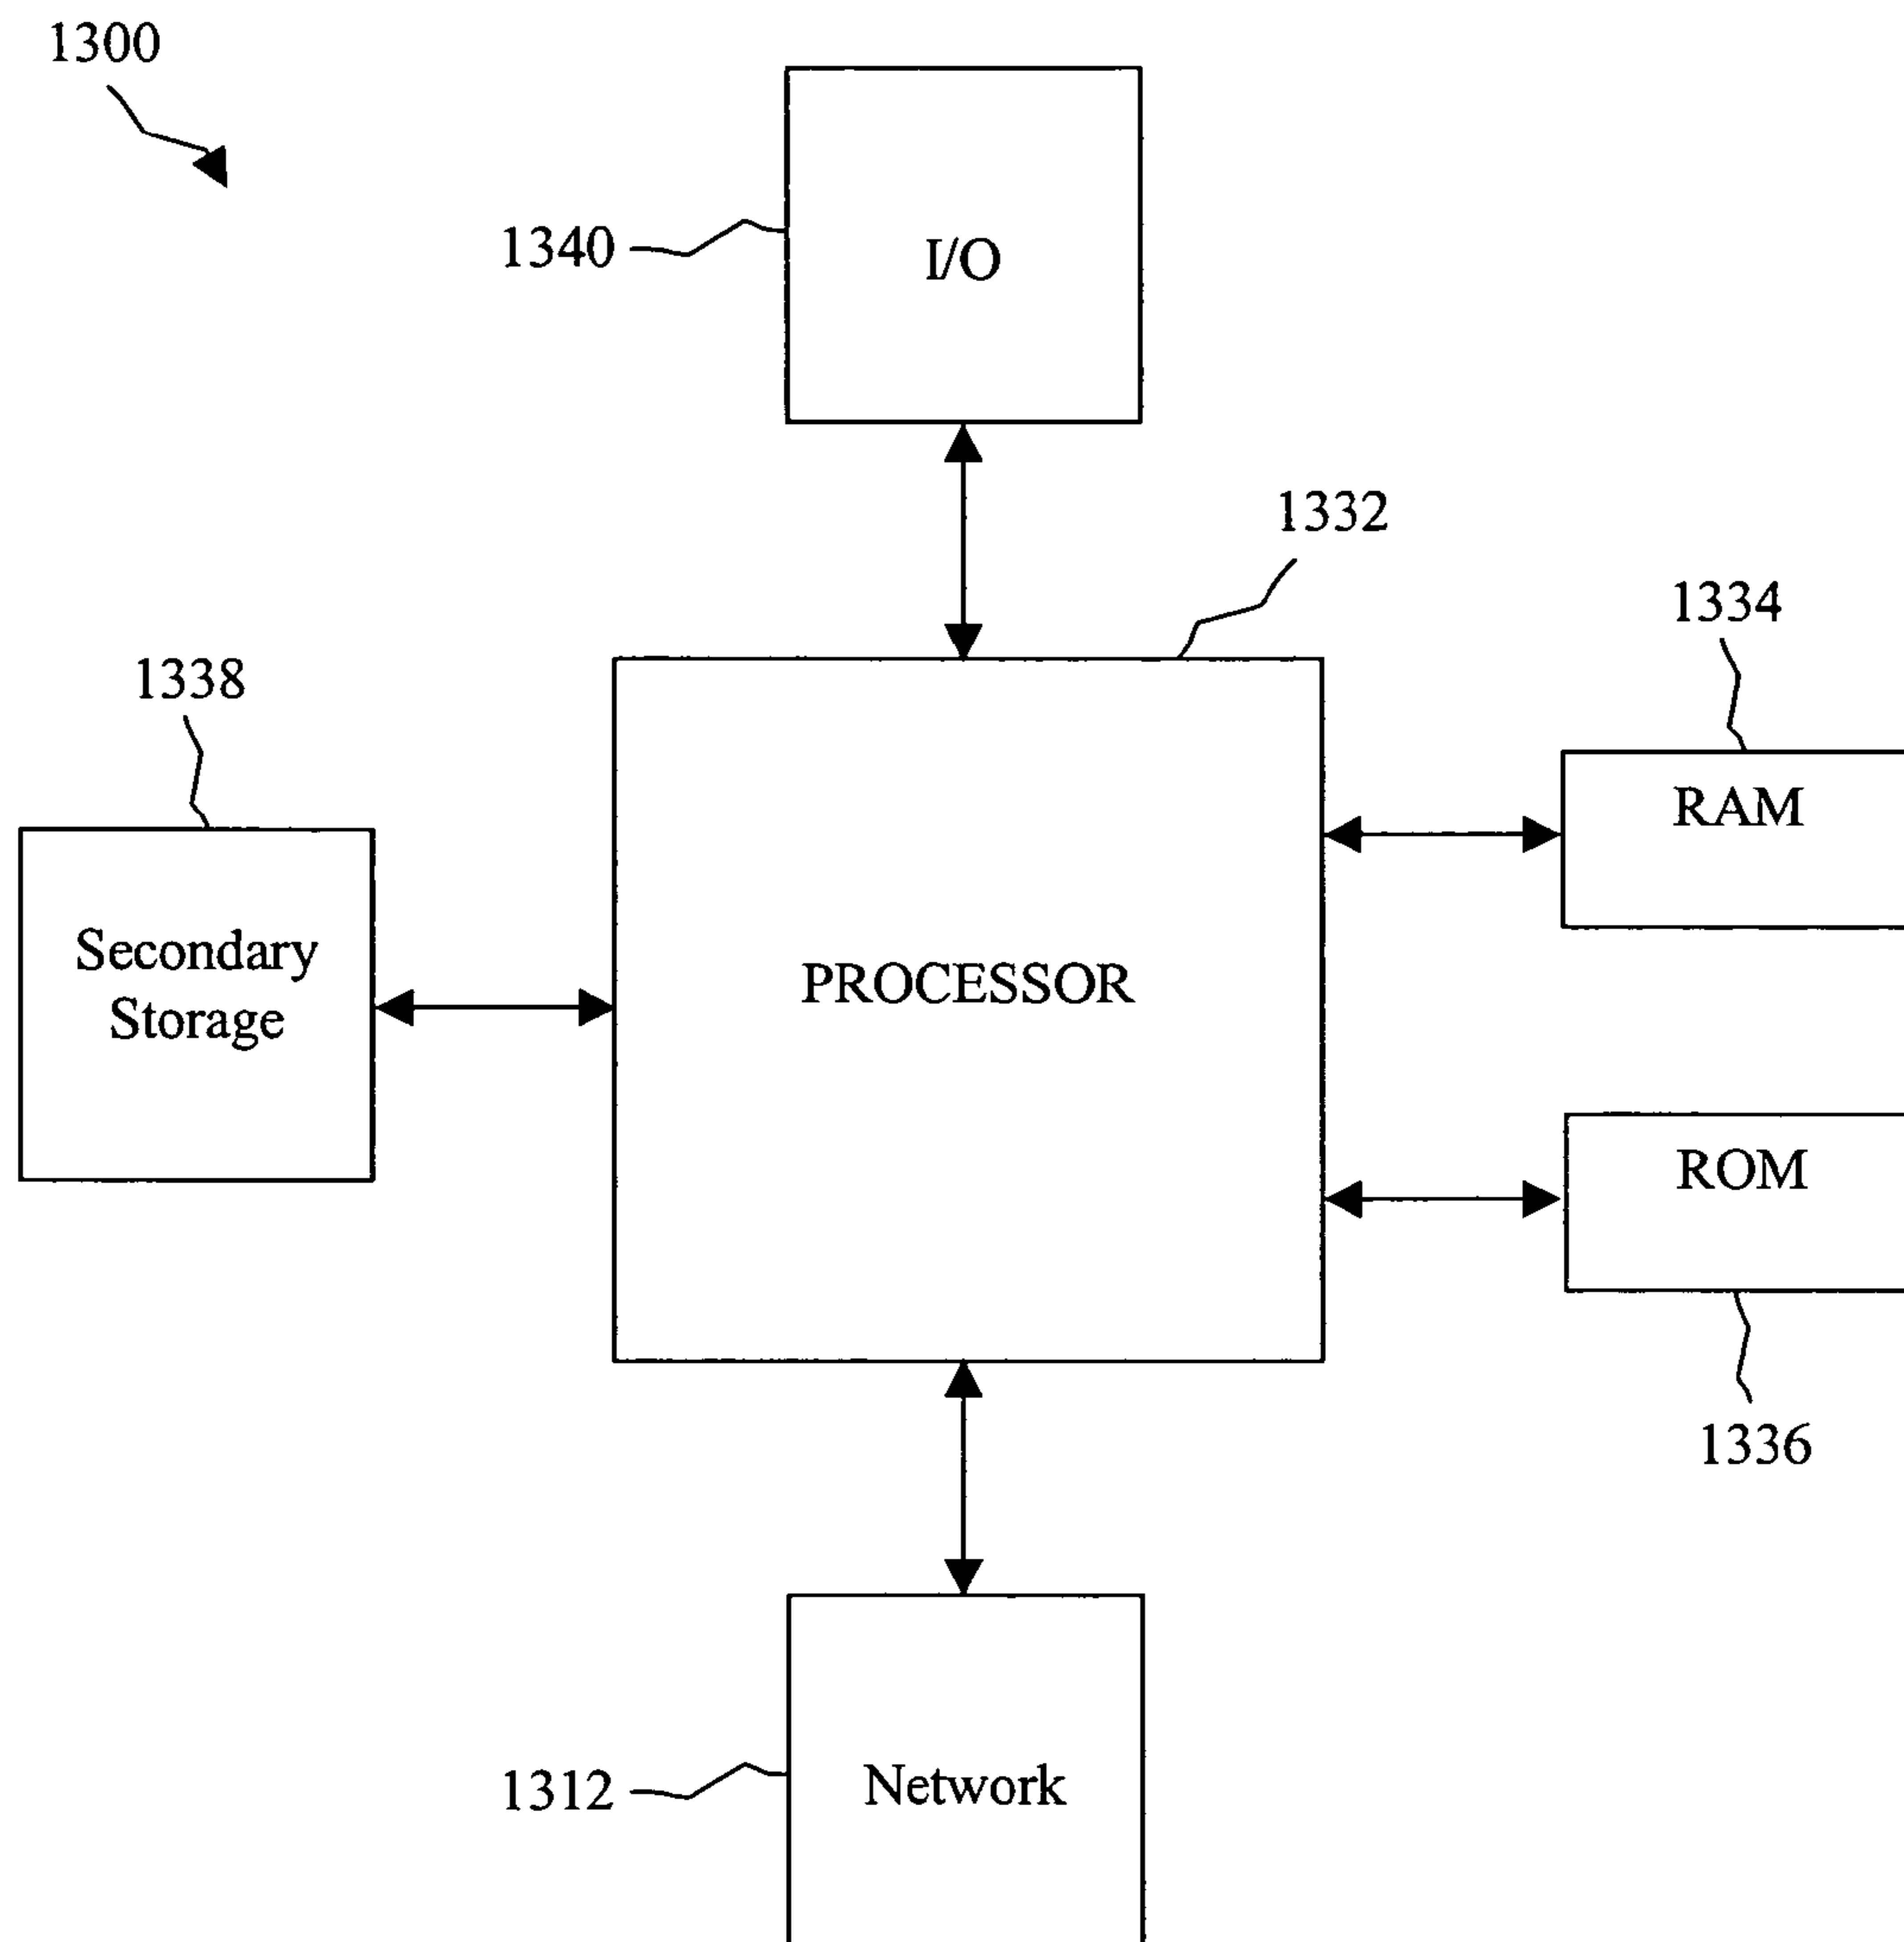 1300
1340
I/O
1332
1334
1338
RAM
Secondary
Storage
PROCESSOR
ROM
1336
1312
Network